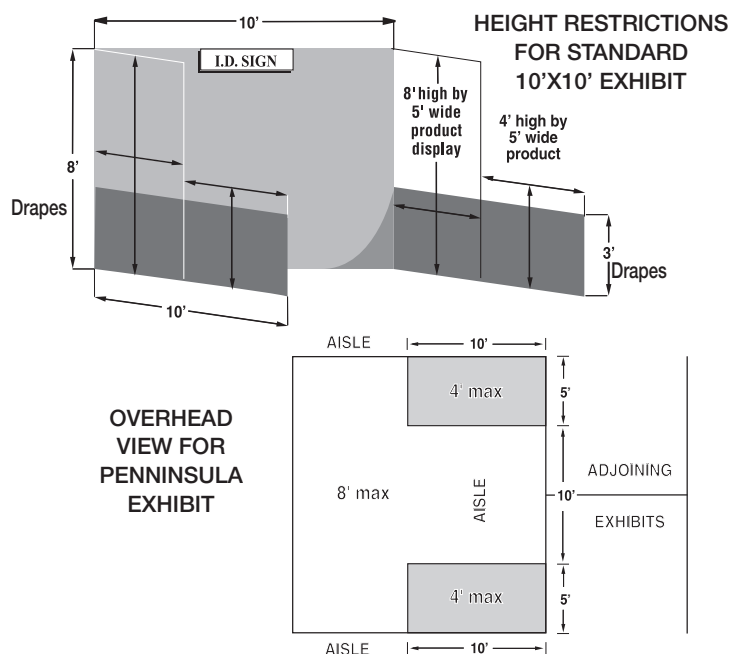 10'
HEIGHT RESTRICTIONS
FOR STANDARD
10'X10' EXHIBIT
I.D. SIGN
8' high by
5' wide
product
display
4' high by
5' wide
product
8'
Drapes
3'
Drapes
10'
AISLE
10'
4' max
5'
OVERHEAD
VIEW FOR
PENNINSULA
EXHIBIT
8' max
AISLE
10'
ADJOINING
EXHIBITS
4' max
5'
AISLE
10'